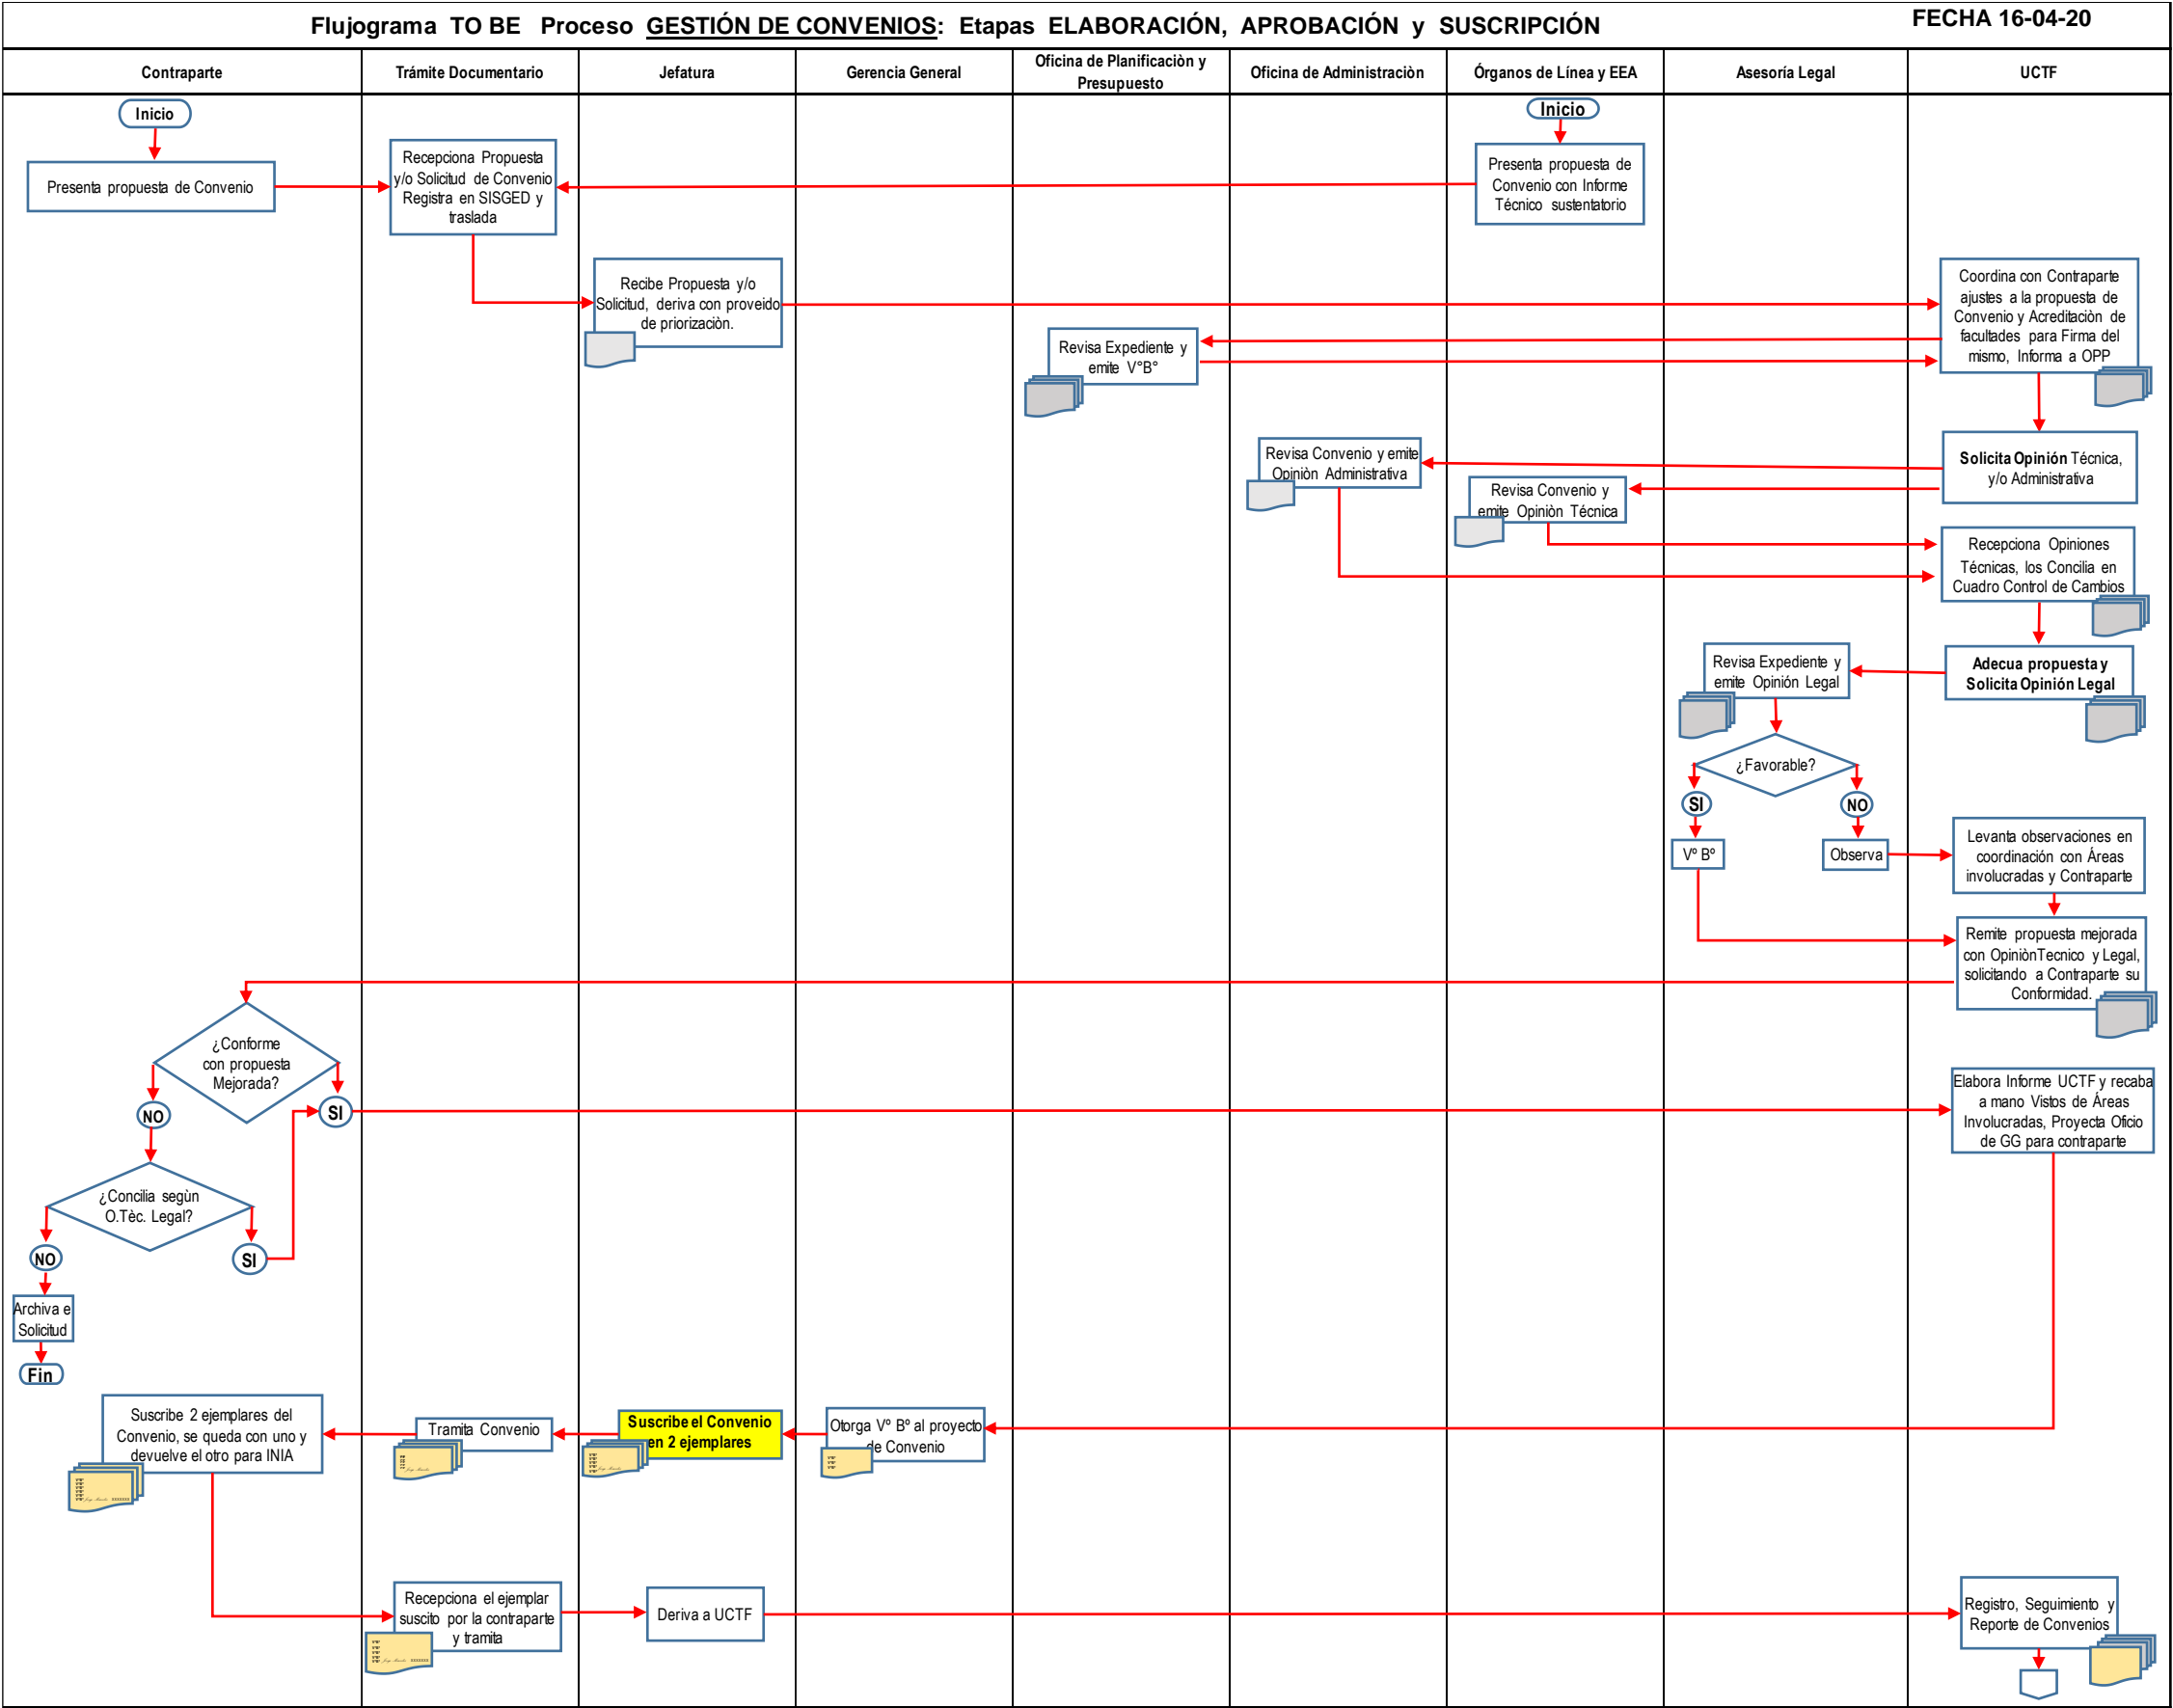 Flujograma TO BE Proceso GESTIÓN DE CONVENIOS: Etapas ELABORACIÓN, APROBACIÓN y SUSCRIPCIÓN
FECHA 16-04-20
Contraparte
Trámite Documentario
Jefatura
Gerencia General
Oficina de Planificaciòn y
Presupuesto
Oficina de Administraciòn
Órganos de Línea y EEA
Asesoría Legal
UCTF
Inicio
Inicio
Presenta propuesta de Convenio
Recepciona Propuesta
y/o Solicitud de Convenio
Registra en SISGED y
traslada
Presenta propuesta de
Convenio con Informe
Técnico sustentatorio
Recibe Propuesta y/o
Solicitud, deriva con proveido
de priorizaciòn.
Coordina con Contraparte
ajustes a la propuesta de
Convenio y Acreditaciòn de
facultades para Firma del
mismo, Informa a OPP
Revisa Expediente y
emite V°B°
Revisa Convenio y emite
Opiniòn Administrativa
Revisa Convenio y
emite Opiniòn Técnica
Solicita Opinión Técnica,
y/o Administrativa
Recepciona Opiniones
Técnicas, los Concilia en
Cuadro Control de Cambios
Revisa Expediente y
emite Opinión Legal
Adecua propuesta y
Solicita Opinión Legal
¿Favorable?
SI
NO
Vº Bº
Observa
Levanta observaciones en
coordinación con Áreas
involucradas y Contraparte
Remite propuesta mejorada
con OpiniònTecnico y Legal,
solicitando a Contraparte su
Conformidad.
¿Conforme
con propuesta
Mejorada?
NO
SI
Elabora Informe UCTF y recaba
a mano Vistos de Áreas
Involucradas, Proyecta Oficio
de GG para contraparte
¿Concilia segùn
O.Tèc. Legal?
NO
SI
Archiva e
Solicitud
Fin
Suscribe 2 ejemplares del
Convenio, se queda con uno y
devuelve el otro para INIA
Tramita Convenio
Suscribe el Convenio
en 2 ejemplares
Otorga Vº Bº al proyecto
de Convenio
Recepciona el ejemplar
suscito por la contraparte
y tramita
Deriva a UCTF
Registro, Seguimiento y
Reporte de Convenios